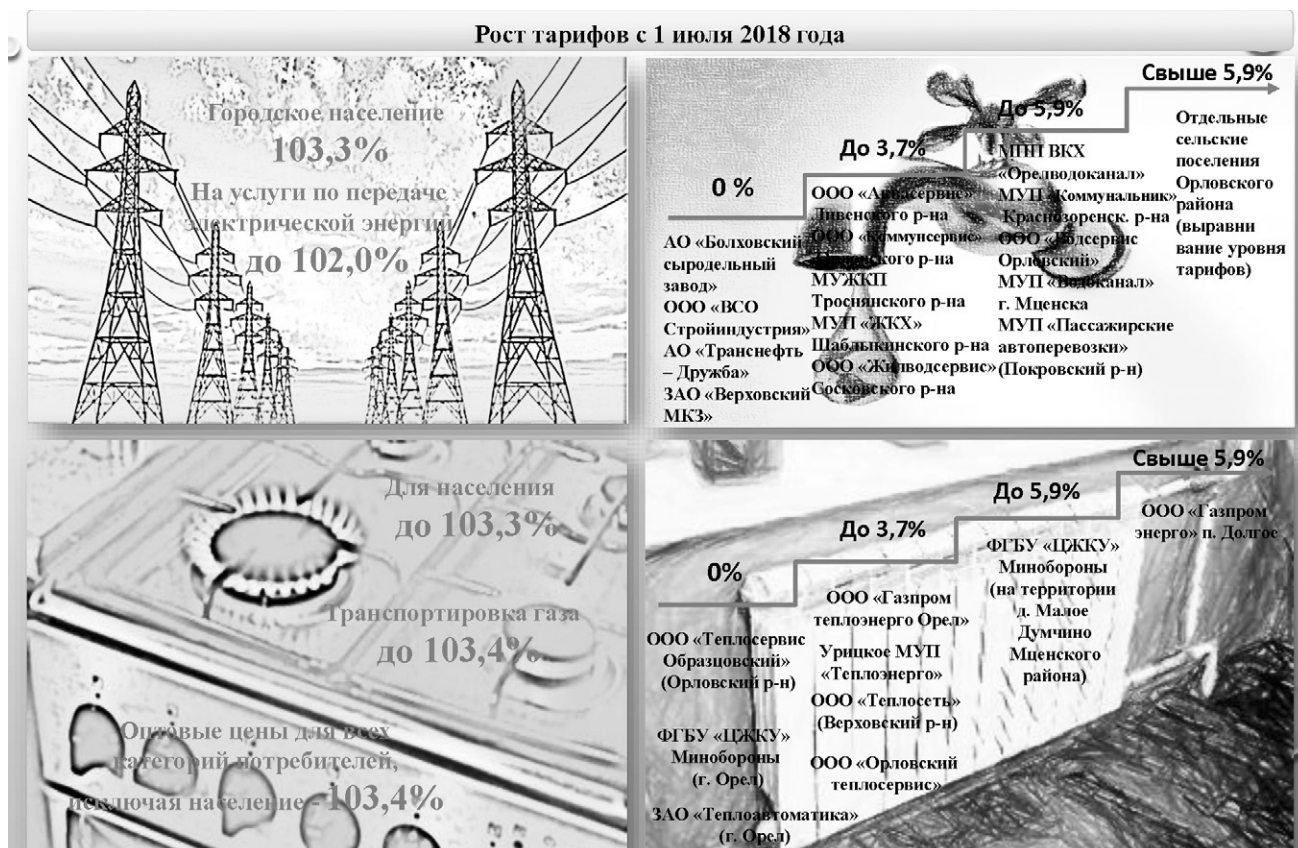 Рост тарифов с 1 июля 2018 года
Городское население
103,3%
На услуги по передаче
электрической энергии
до 102,0%
0 %
АО «Болховский
сыродельный
завод»
ООО «ВСО
Стройиндустрия»
АО «Транснефть
– Дружба»
ЗАО «Верховский
МКЗ»
До 3,7%
ООО «Аквасервис»
Ливенского р-на
ООО «Коммунсервис»
р-на
МУЖКП
Троснянского р-на
МУП «ЖКХ»
Шаблыкинского р-на
ООО «Жилводсервис»
Сосковского р-на
До 5,9%
МПП ВКХ
«Орелводоканал»
МУП «Коммунальник»
Краснозоренск. р-на
ООО «Водсервис
Орловский»
МУП «Водоканал»
г. Мценска
МУП «Пассажирские
автоперевозки»
(Покровский р-н)
Свыше 5,9%
Отдельные
сельские
поселения
Орловского
района
(выравни
вание уровня
тарифов)
Для населения
до 103,3%
Транспортировка газа
до 103,4%
Оптовые цены для всех
категорий потребителей,
исключая население - 103,4%
0%
ООО «Теплосервис
Образцовский»
(Орловский р-н)
ФГБУ «ЦЖКУ»
Минобороны
(г. Орел)
ЗАО «Теплоавтоматика»
(г. Орел)
До 3,7%
ООО «Газпром
теплоэнерго Орел»
Урицкое МУП
«Теплоэнерго»
ООО «Теплосеть»
(Верховский р-н)
ООО «Орловский
теплосервис»
До 5,9%
ФГБУ «ЦЖКУ»
Минобороны
(на территории
д. Малое
Думчино
Мценского
района)
Свыше 5,9%
ООО «Газпром
энерго» п. Долгое